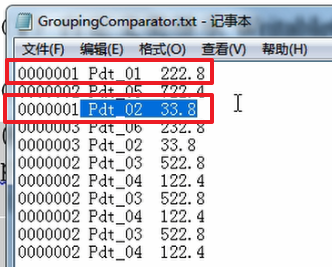 GroupingComparator.txt - 记事本
文件(F) 编辑(E) 格式(O) 查看(V) 帮助(H)
0000001 Pdt_01 222.8
0000002 Pdt_05 722.4
0000001 Pdt_02 33.8
0000003 Pdt_06 232.8
0000003 Pdt_02 33.8
0000002 Pdt_03 522.8
0000002 Pdt_04 122.4
0000002 Pdt_03 522.8
0000002 Pdt_04 122.4
0000002 Pdt_03 522.8
0000002 Pdt_04 122.4